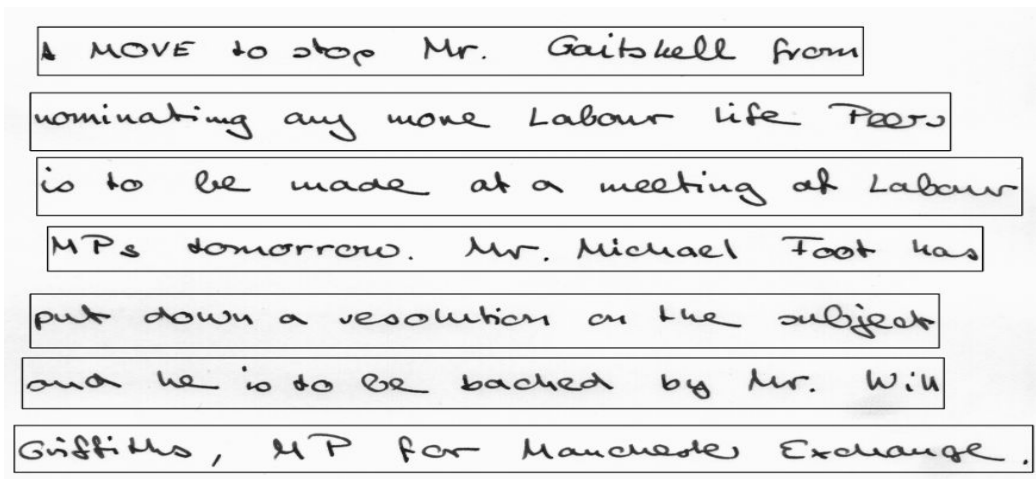 A MOVE to stop Mr. Gaitskell from
nominating any more Labour Life Peers
is to be made at a meeting of Labour
MPs tomorrow. Mr. Michael Foot has
put down a resolution on the subject
and he is to be backed by Mr. Will
Griffiths, MP for Manchester Exchange.